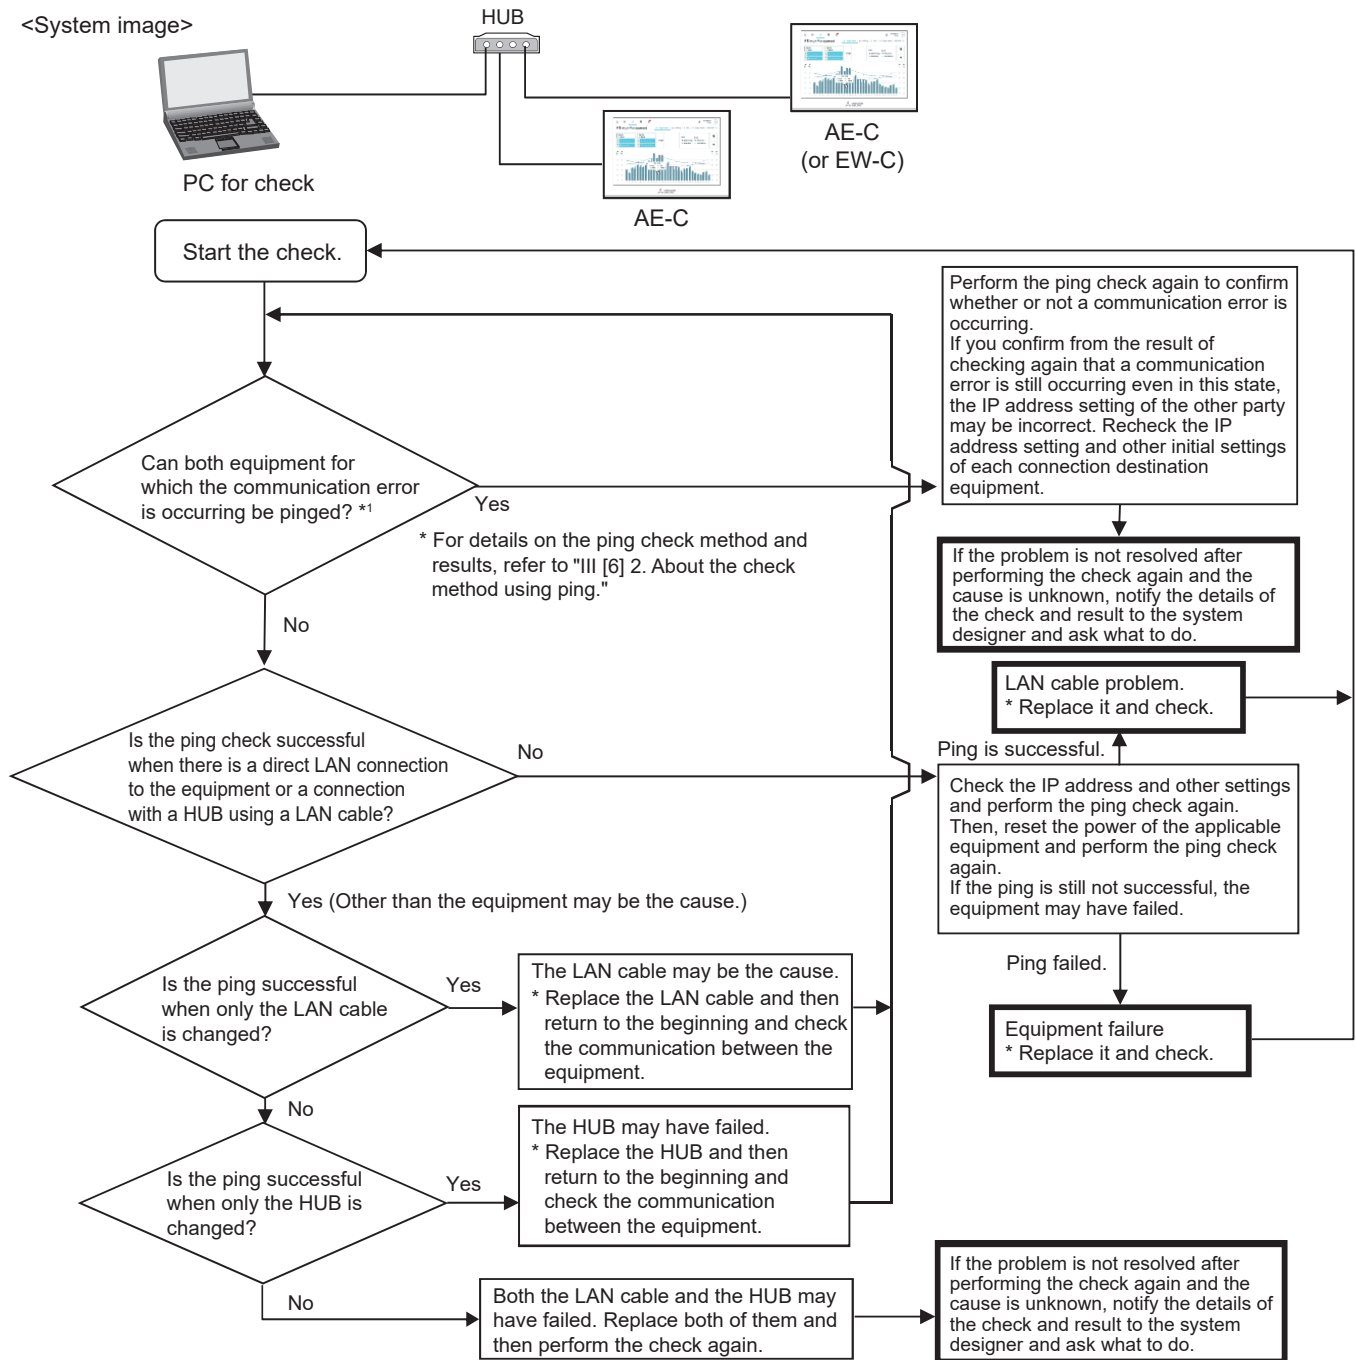 <System image>
HUB
PC for check
AE-C
(or EW-C)
AE-C
Start the check.
Perform the ping check again to confirm
whether or not a communication error is
occurring.
If you confirm from the result of
checking again that a communication
error is still occurring even in this state,
the IP address setting of the other party
may be incorrect. Recheck the IP
address setting and other initial settings
of each connection destination
equipment.
Can both equipment for
which the communication error
is occurring be pinged? *1
Yes
* For details on the ping check method and
results, refer to "III [6] 2. About the check
method using ping."
If the problem is not resolved after
performing the check again and the
cause is unknown, notify the details of
the check and result to the system
designer and ask what to do.
No
LAN cable problem.
* Replace it and check.
Is the ping check successful
when there is a direct LAN connection
to the equipment or a connection
with a HUB using a LAN cable?
No
Ping is successful.
Check the IP address and other settings
and perform the ping check again.
Then, reset the power of the applicable
equipment and perform the ping check
again.
If the ping is still not successful, the
equipment may have failed.
Yes (Other than the equipment may be the cause.)
Ping failed.
Is the ping successful
when only the LAN cable
is changed?
Yes
The LAN cable may be the cause.
* Replace the LAN cable and then
return to the beginning and check
the communication between the
equipment.
Equipment failure
* Replace it and check.
No
Is the ping successful
when only the HUB is
changed?
Yes
The HUB may have failed.
* Replace the HUB and then
return to the beginning and
check the communication
between the equipment.
No
Both the LAN cable and the HUB may
have failed. Replace both of them and
then perform the check again.
If the problem is not resolved after
performing the check again and the
cause is unknown, notify the details of
the check and result to the system
designer and ask what to do.